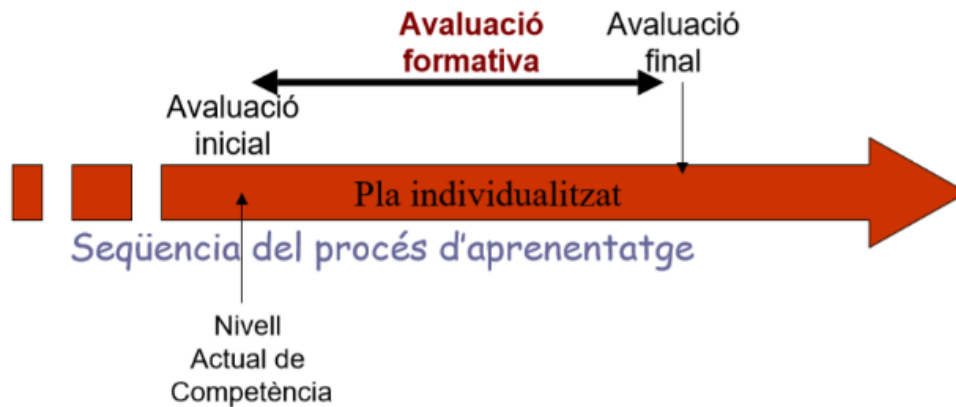 Avaluació
formativa
Avaluació
final
Avaluació
inicial
Pla individualitzat
Seqüencia del procés d'aprenentatge
Nivell
Actual de
Competència